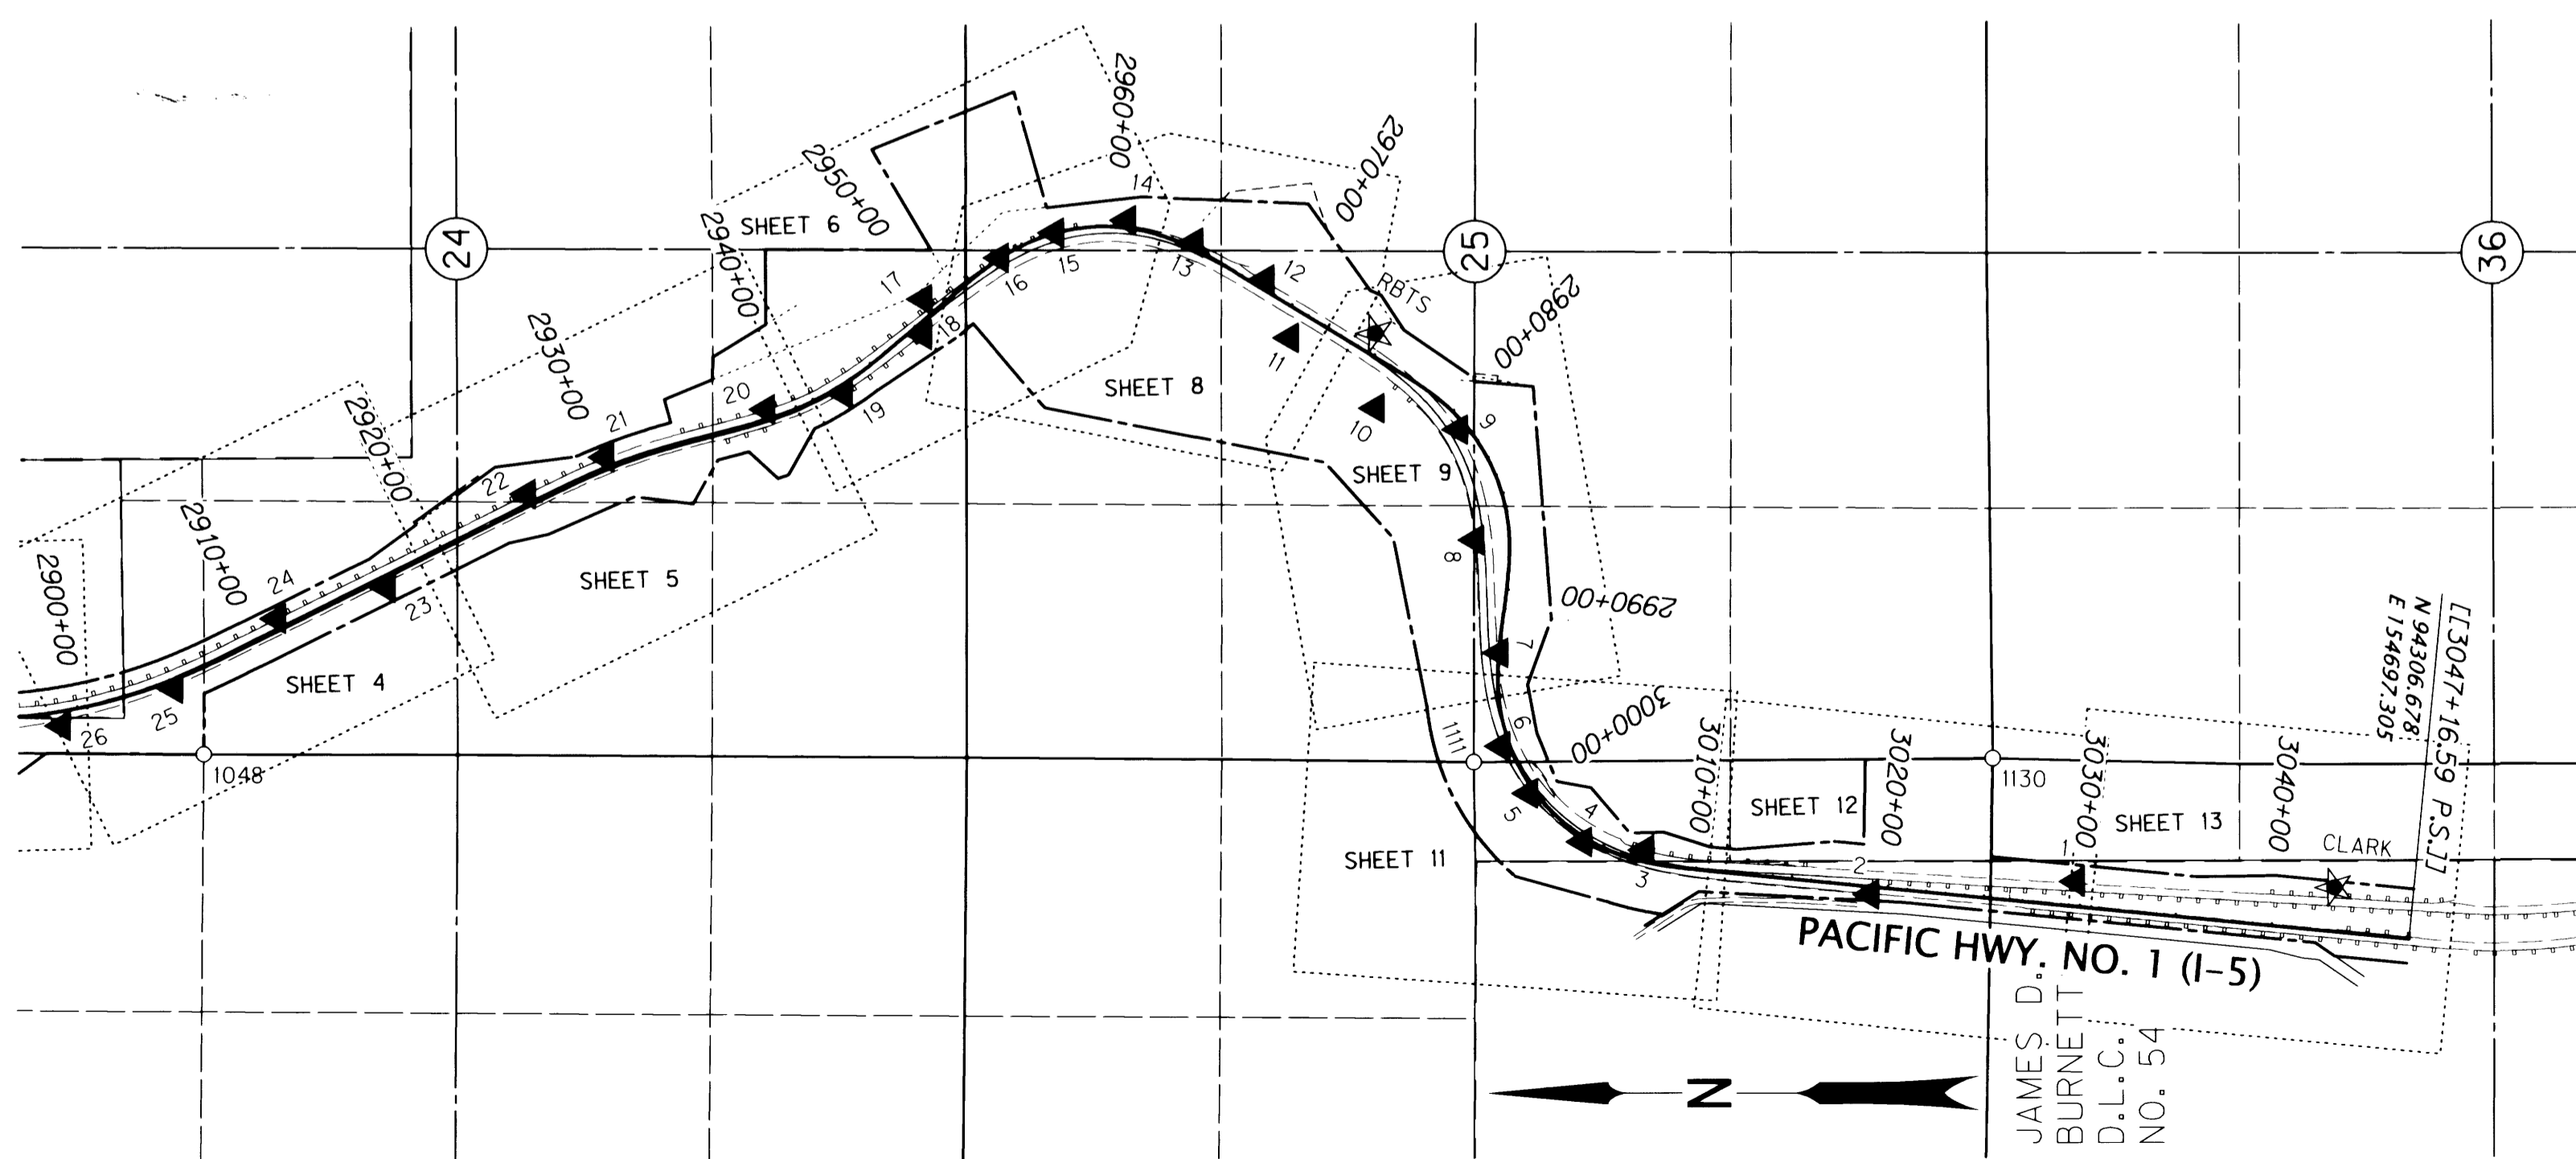 24
25
36
2900+00
2910+00
2920+00
2930+00
2940+00
2950+00
2960+00
2970+00
2980+00
2990+00
3000+00
3010+00
3020+00
3030+00
3040+00
[[3047+16.59 P.S.]]
N 94306.678
E 154697.305
SHEET 4
SHEET 5
SHEET 6
SHEET 8
SHEET 9
SHEET 11
SHEET 12
SHEET 13
26
25
24
23
22
21
20
19
18
17
16
15
14
13
12
11
10
9
8
7
6
5
4
3
2
1
RBTS
CLARK
1048
1111
1130
PACIFIC HWY. NO. 1 (I-5)
JAMES D.
BURNETT
D.L.C.
NO. 54
N